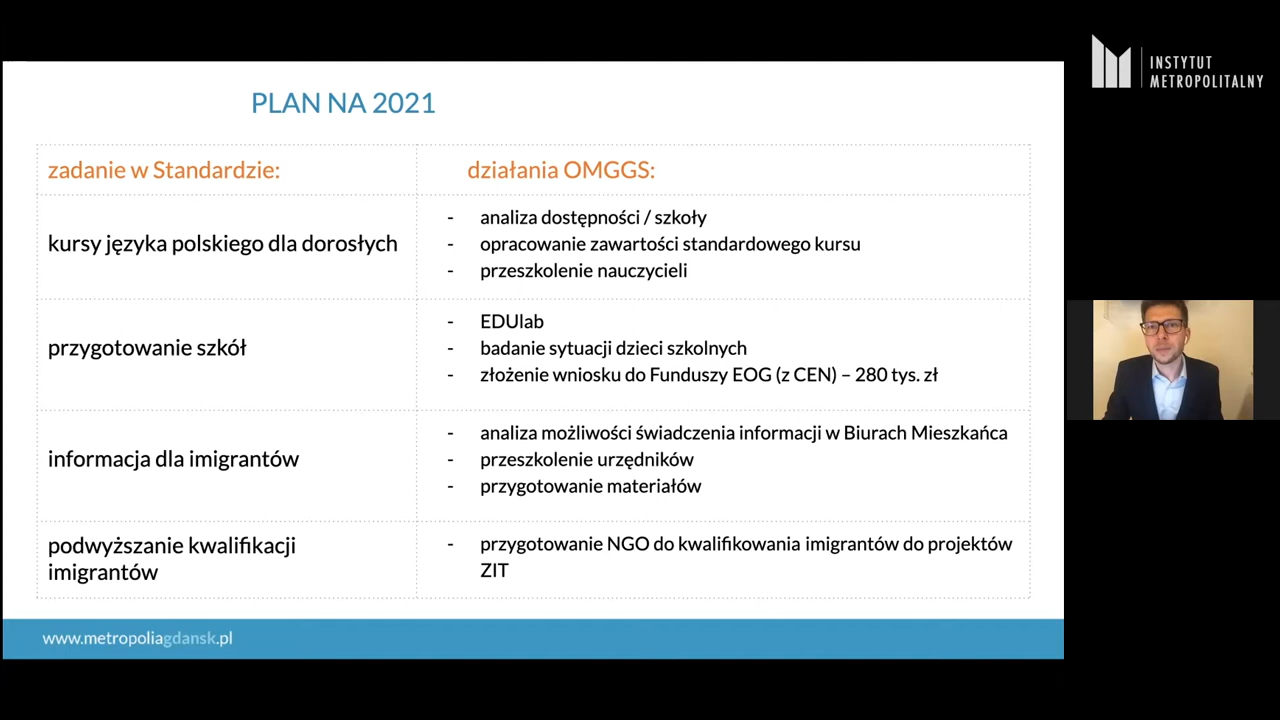 INSTYTUT
METROPOLITALNY
PLAN NA 2021
zadanie w Standardzie:
działania OMGGS:
kursy języka polskiego dla dorosłych
- analiza dostępności / szkoły
- opracowanie zawartości standardowego kursu
- przeszkolenie nauczycieli
przygotowanie szkół
- EDUlab
- badanie sytuacji dzieci szkolnych
- złożenie wniosku do Funduszy EOG (z CEN) – 280 tys. zł
informacja dla imigrantów
- analiza możliwości świadczenia informacji w Biurach Mieszkańca
- przeszkolenie urzędników
- przygotowanie materiałów
podwyższanie kwalifikacji
imigrantów
- przygotowanie NGO do kwalifikowania imigrantów do projektów
ZIT
www.metropoliagdansk.pl